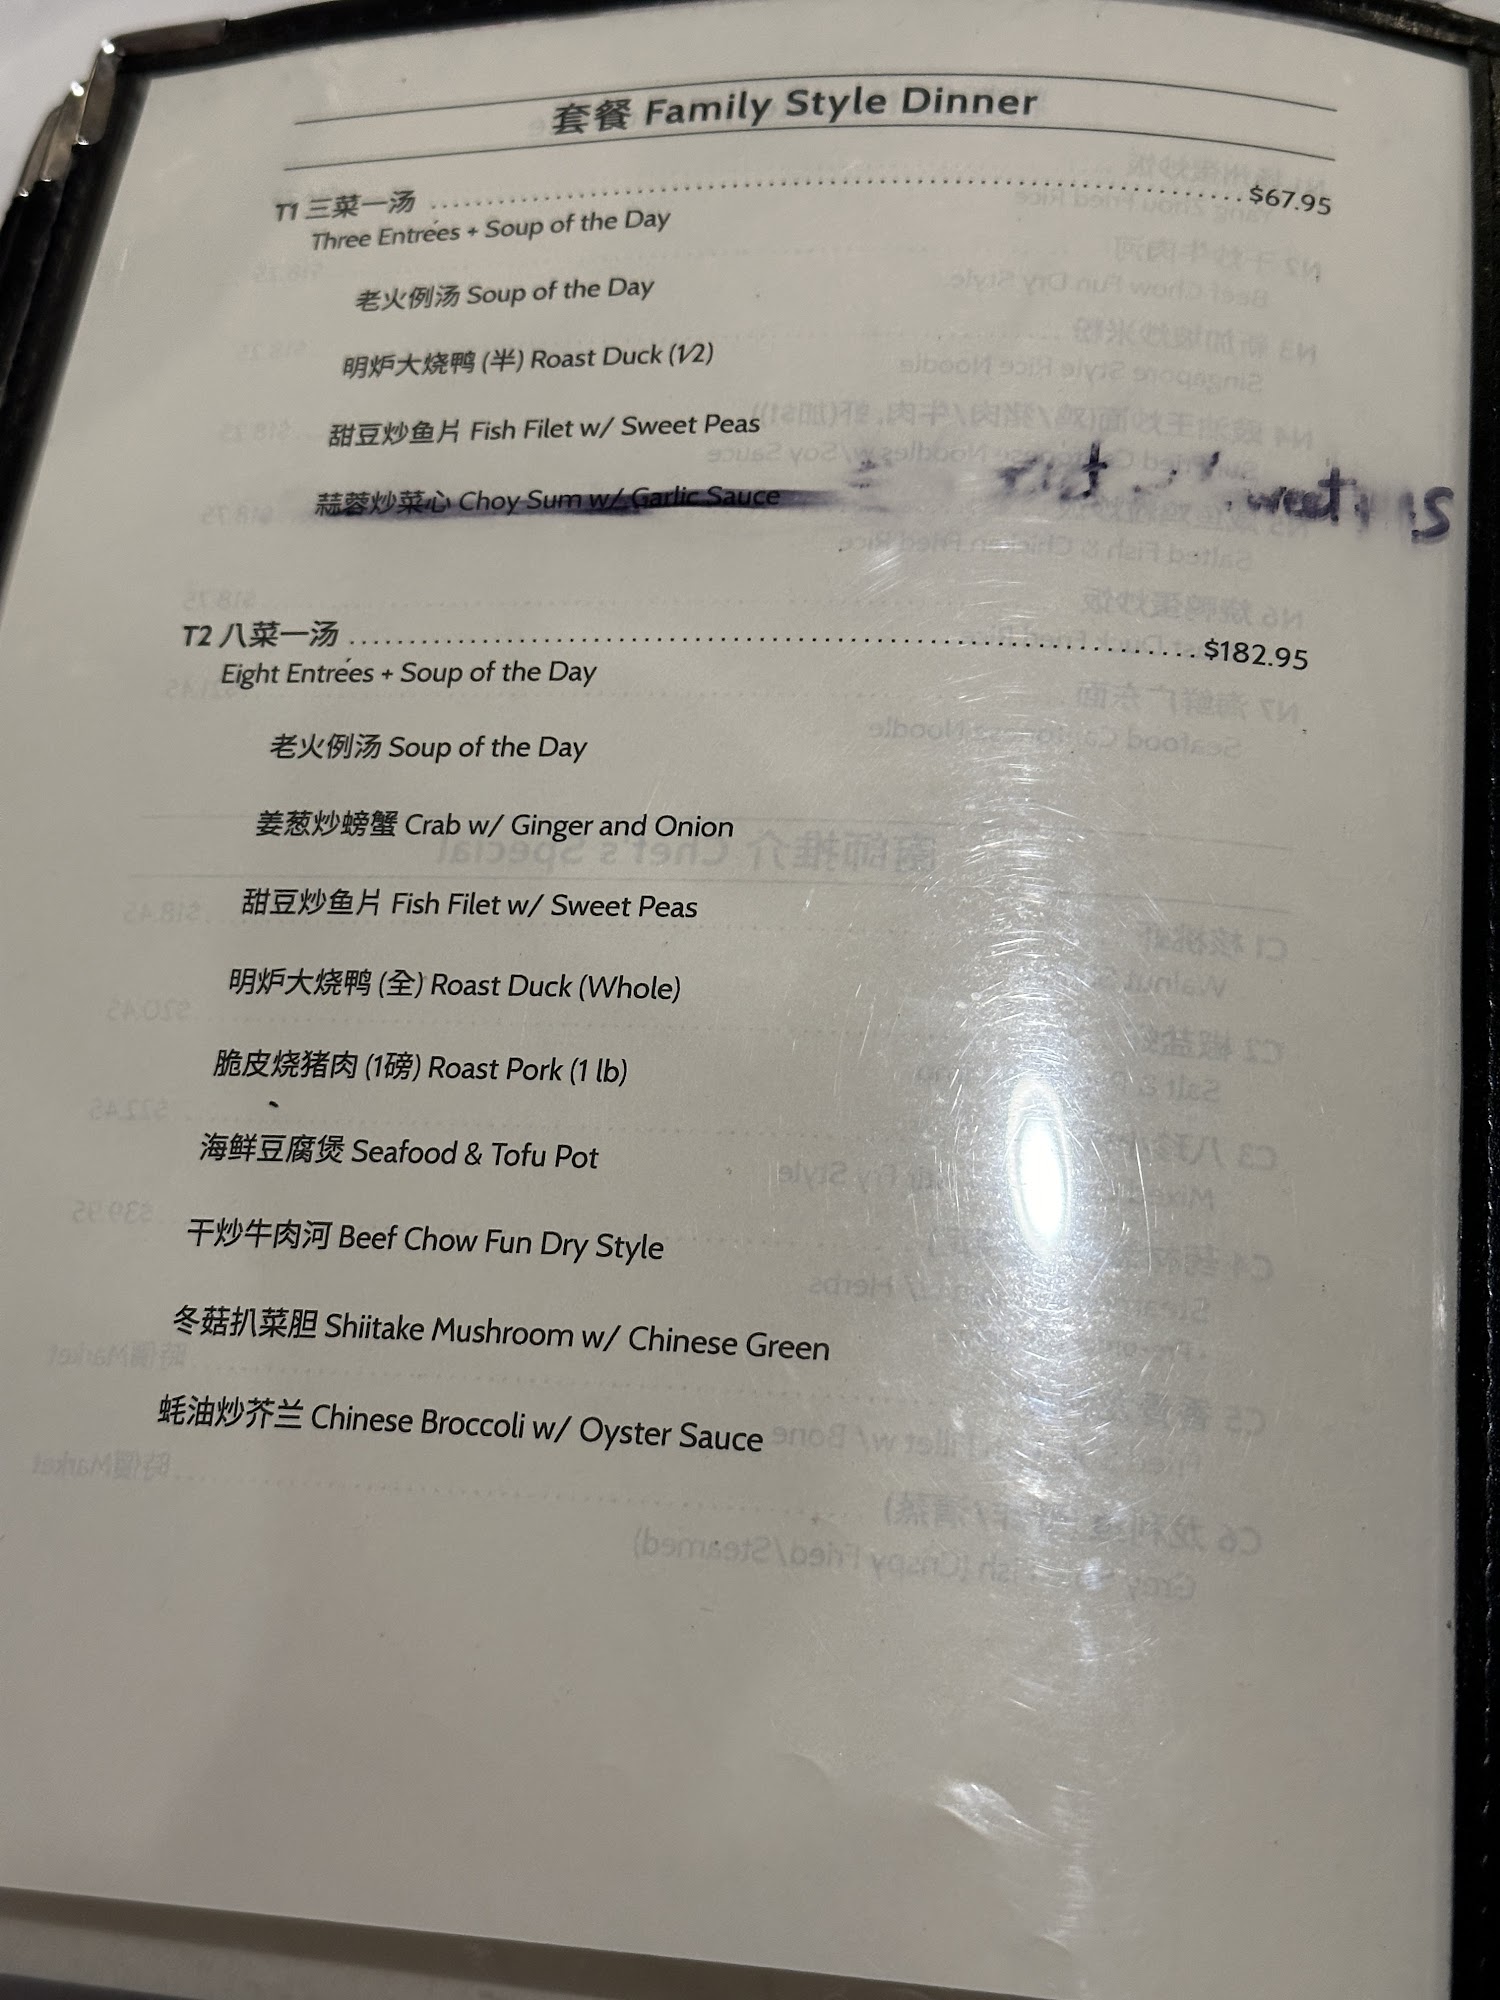 套餐 Family Style Dinner
T1 三菜一汤 $67.95
Three Entrées + Soup of the Day
老火例汤 Soup of the Day
明炉大烧鸭 (半) Roast Duck (1/2)
甜豆炒鱼片 Fish Filet w/ Sweet Peas
蒜蓉炒菜心 Choy Sum w/ Garlic Sauce
T2 八菜一汤 $182.95
Eight Entrées + Soup of the Day
老火例汤 Soup of the Day
姜葱炒螃蟹 Crab w/ Ginger and Onion
甜豆炒鱼片 Fish Filet w/ Sweet Peas
明炉大烧鸭 (全) Roast Duck (Whole)
脆皮烧猪肉 (1磅) Roast Pork (1 lb)
海鲜豆腐煲 Seafood & Tofu Pot
干炒牛肉河 Beef Chow Fun Dry Style
冬菇扒菜胆 Shiitake Mushroom w/ Chinese Green
蚝油炒芥兰 Chinese Broccoli w/ Oyster Sauce